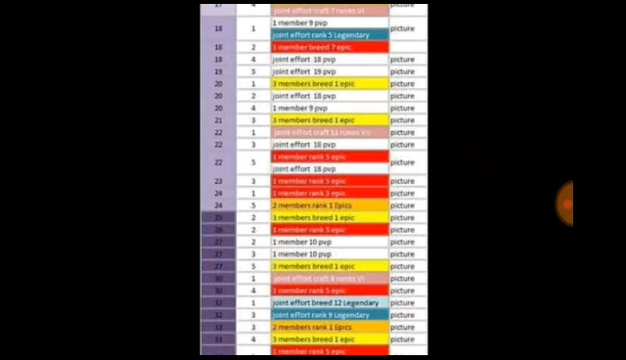 17 4 joint effort craft 7 runes VI
18 1 1 member 9 pvp picture
joint effort rank 5 Legendary
18 2 1 member breed 7 epic
18 4 joint effort 18 pvp picture
19 5 joint effort 19 pvp picture
20 1 3 members breed 1 epic picture
20 2 joint effort 18 pvp picture
20 4 1 member 9 pvp picture
21 3 3 members breed 1 epic picture
22 1 joint effort craft 11 runes VII picture
22 3 joint effort 18 pvp picture
22 5 1 member rank 5 epic picture
joint effort 18 pvp
23 3 1 member rank 5 epic picture
24 1 1 member rank 5 epic picture
24 5 2 members rank 1 Epics picture
25 2 3 members breed 1 epic picture
26 2 1 member rank 5 epic picture
27 2 1 member 10 pvp picture
27 3 1 member 10 pvp picture
27 5 3 members breed 1 epic picture
30 1 joint effort craft 8 runes VI picture
30 4 1 member rank 5 epic picture
32 1 joint effort breed 12 Legendary picture
32 3 joint effort rank 9 Legendary picture
33 3 2 members rank 1 Epics picture
33 4 3 members breed 1 epic picture
1 member rank 5 epic